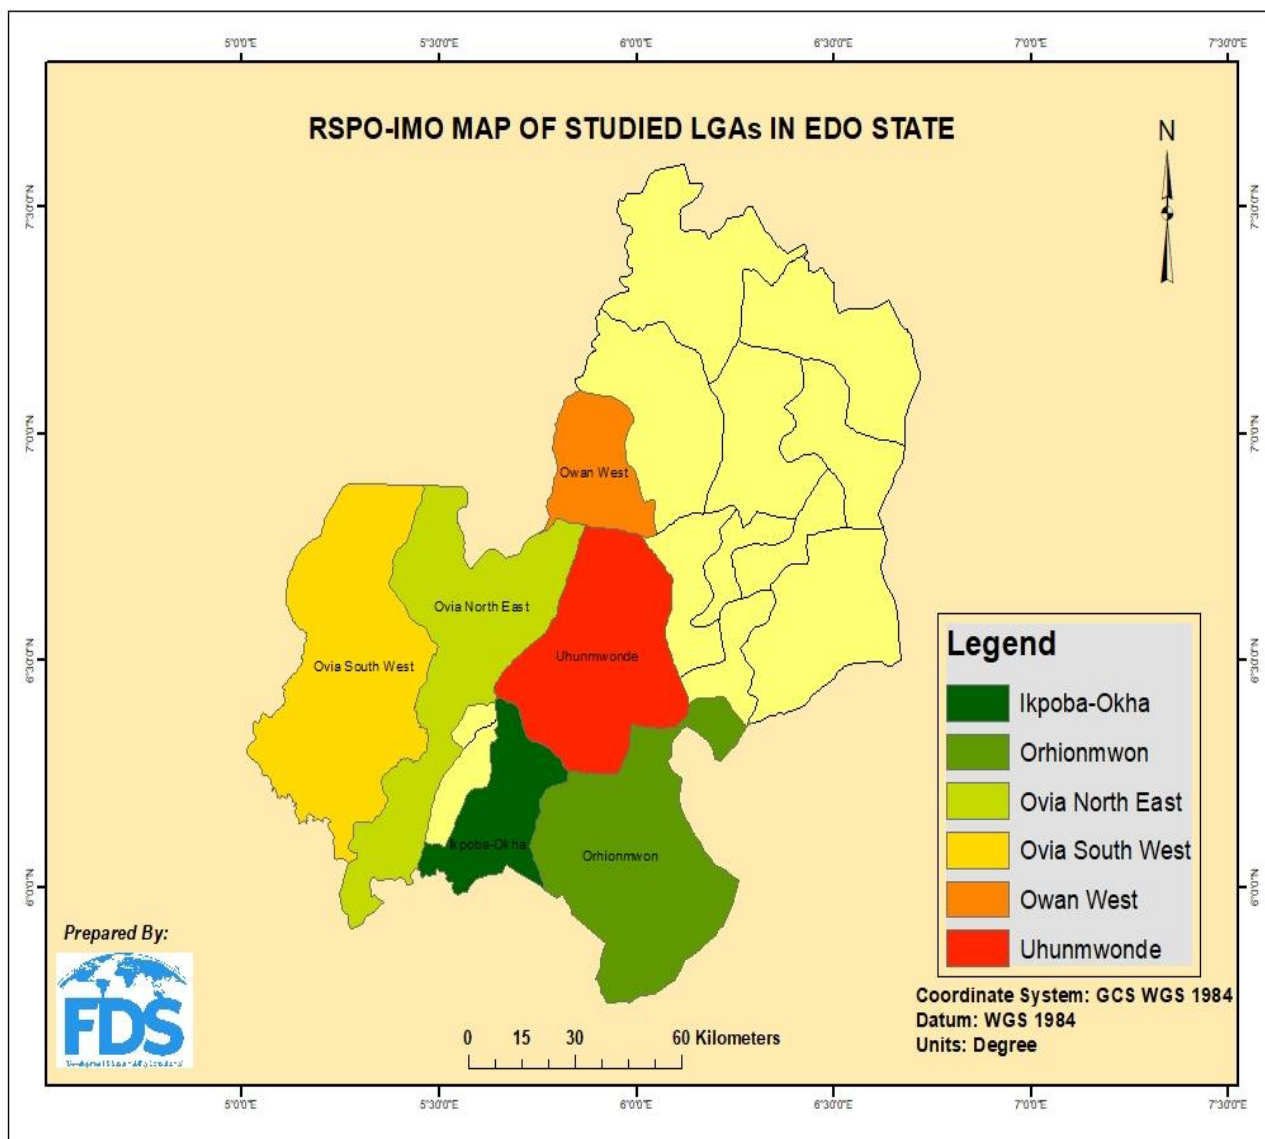 5°0'0"E 5°30'0"E 6°0'0"E 6°30'0"E 7°0'0"E 7°30'0"E
RSPO-IMO MAP OF STUDIED LGAs IN EDO STATE
N
7°30'0"N 7°30'0"N
7°0'0"N 7°0'0"N
Owan West
Ovia North East
Ovia South West
Uhunmwonde
6°30'0"N 6°30'0"N
Ikpoba-Okha
Orhionmwon
6°0'0"N 6°0'0"N
Legend
Ikpoba-Okha
Orhionmwon
Ovia North East
Ovia South West
Owan West
Uhunmwonde
Prepared By:
FDS
Coordinate System: GCS WGS 1984
Datum: WGS 1984
Units: Degree
0 15 30 60 Kilometers
5°0'0"E 5°30'0"E 6°0'0"E 6°30'0"E 7°0'0"E 7°30'0"E